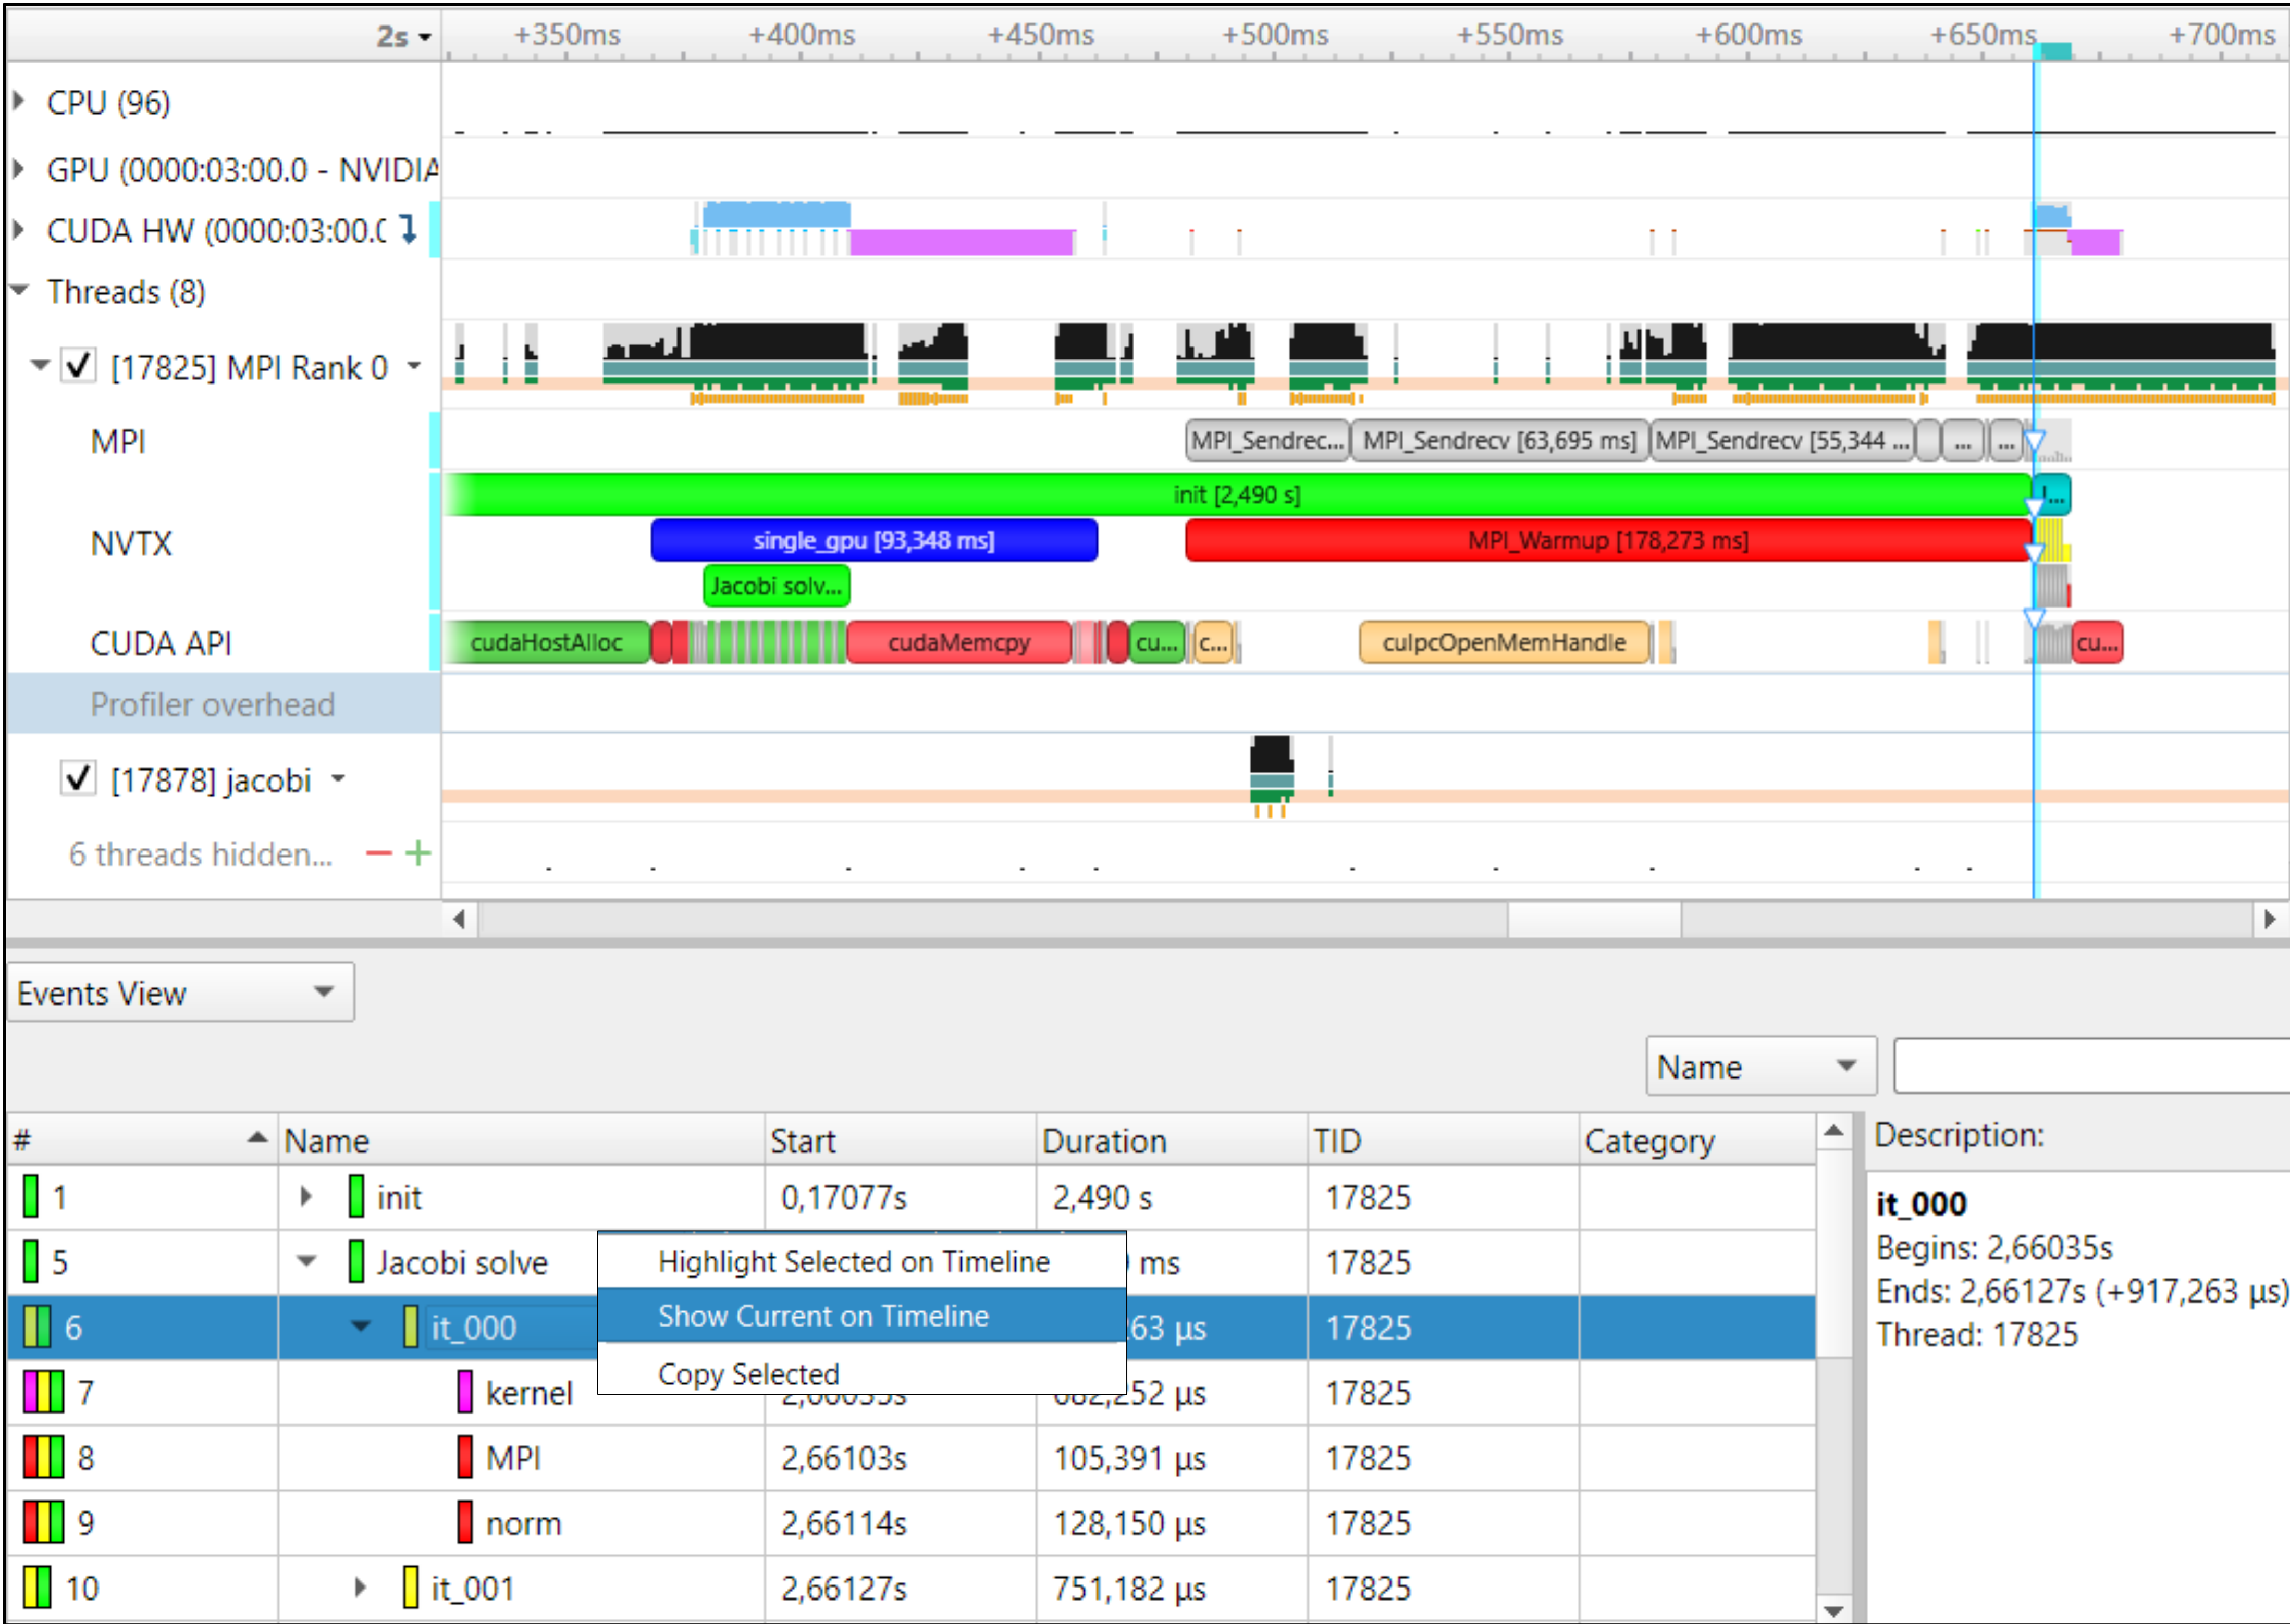 2s +350ms +400ms +450ms +500ms +550ms +600ms +650ms +700ms
CPU (96)
GPU (0000:03:00.0 - NVIDIA
CUDA HW (0000:03:00.0
Threads (8)
[17825] MPI Rank 0
MPI MPI_Sendrec... MPI_Sendrecv [63,695 ms] MPI_Sendrecv [55,344 ... ... ...
init [2,490 s] J...
NVTX single_gpu [93,348 ms] MPI_Warmup [178,273 ms]
Jacobi solv...
CUDA API cudaHostAlloc cudaMemcpy cu... c... cuIpcOpenMemHandle cu...
Profiler overhead
[17878] jacobi
6 threads hidden... − +
Events View
Name
# Name Start Duration TID Category Description:
1 init 0,17077s 2,490 s 17825
5 Jacobi solve ms 17825
6 it_000 263 µs 17825
7 kernel 2,66035s 682,252 µs 17825
8 MPI 2,66103s 105,391 µs 17825
9 norm 2,66114s 128,150 µs 17825
10 it_001 2,66127s 751,182 µs 17825
Highlight Selected on Timeline
Show Current on Timeline
Copy Selected
it_000
Begins: 2,66035s
Ends: 2,66127s (+917,263 µs)
Thread: 17825